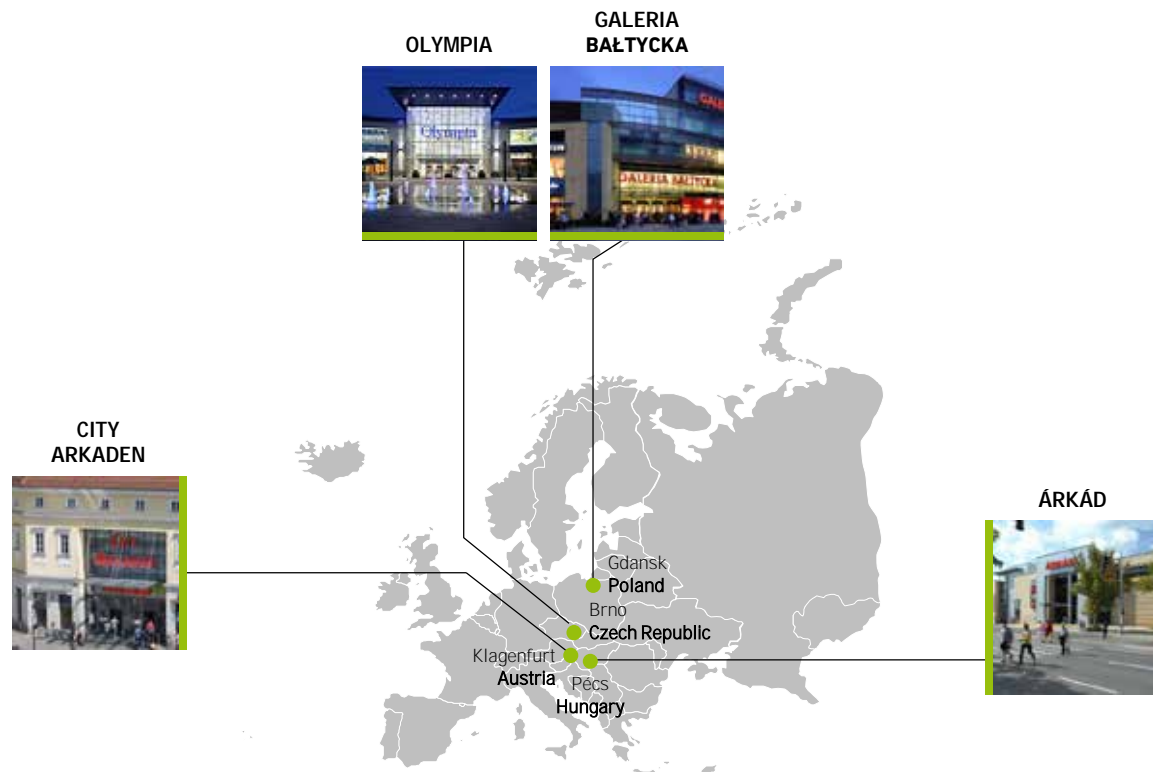 OLYMPIA
GALERIA
BAŁTYCKA
Olympia
GALERIA BAŁTYCKA
CITY
ARKADEN
ÁRKÁD
Gdansk
Poland
Brno
Czech Republic
Klagenfurt
Austria
Pécs
Hungary